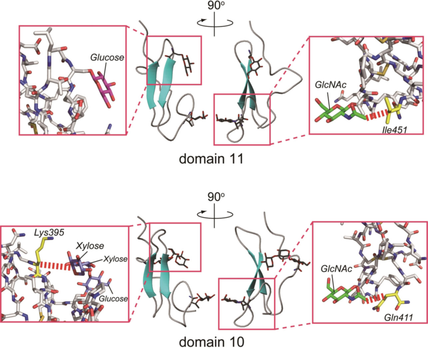 90°
Glucose
GlcNAc
Ile451
domain 11
90°
Lys395
Xylose
Xylose
Glucose
GlcNAc
Gln411
domain 10